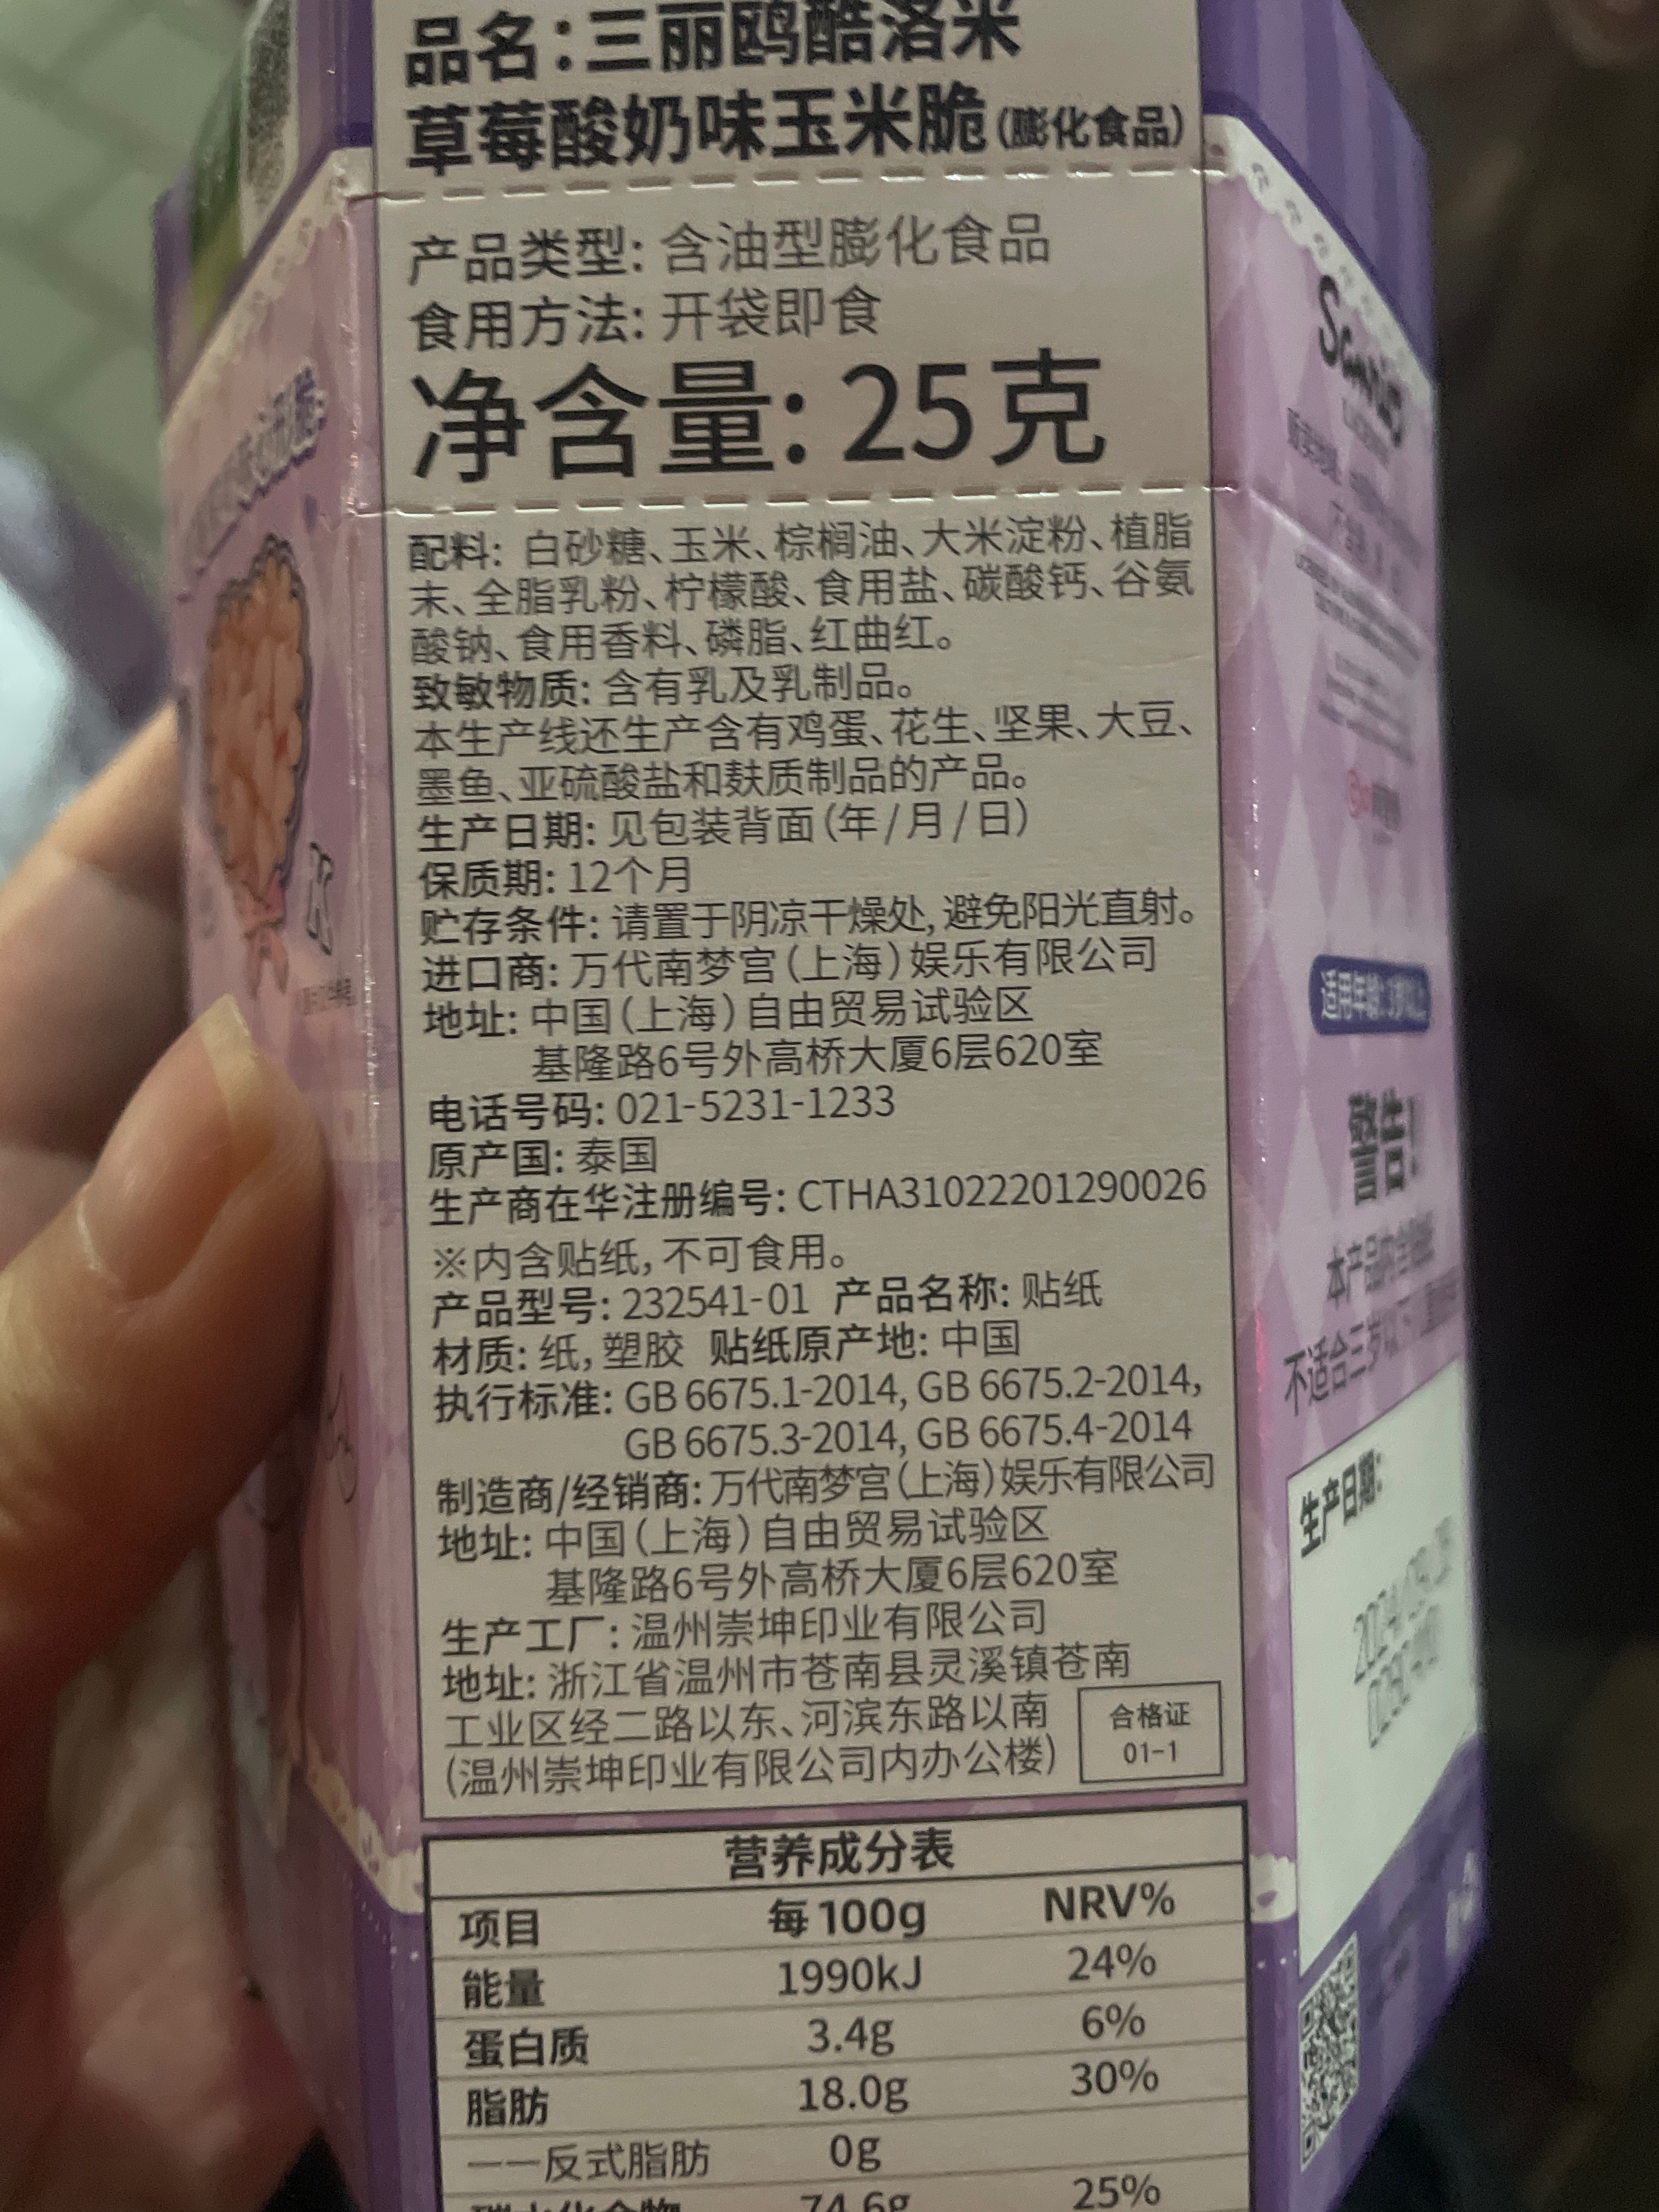 品名：三丽鸥酷洛米
草莓酸奶味玉米脆（膨化食品）
产品类型：含油型膨化食品
食用方法：开袋即食
净含量：25克
配料：白砂糖、玉米、棕榈油、大米淀粉、植脂
末、全脂乳粉、柠檬酸、食用盐、碳酸钙、谷氨
酸钠、食用香料、磷脂、红曲红。
致敏物质：含有乳及乳制品。
本生产线还生产含有鸡蛋、花生、坚果、大豆、
墨鱼、亚硫酸盐和麸质制品的产品。
生产日期：见包装背面（年/月/日）
保质期：12个月
贮存条件：请置于阴凉干燥处，避免阳光直射。
进口商：万代南梦宫（上海）娱乐有限公司
地址：中国（上海）自由贸易试验区
基隆路6号外高桥大厦6层620室
电话号码：021-5231-1233
原产国：泰国
生产商在华注册编号：CTHA31022201290026
※内含贴纸，不可食用。
产品型号：232541-01 产品名称：贴纸
材质：纸，塑胶 贴纸原产地：中国
执行标准：GB 6675.1-2014, GB 6675.2-2014,
GB 6675.3-2014, GB 6675.4-2014
制造商/经销商：万代南梦宫（上海）娱乐有限公司
地址：中国（上海）自由贸易试验区
基隆路6号外高桥大厦6层620室
生产工厂：温州崇坤印业有限公司
地址：浙江省温州市苍南县灵溪镇苍南
工业区经二路以东、河滨东路以南
（温州崇坤印业有限公司内办公楼）
合格证
01-1
营养成分表
项目 每100g NRV%
能量 1990kJ 24%
蛋白质 3.4g 6%
脂肪 18.0g 30%
——反式脂肪 0g
碳水化合物 74.6g 25%
适用年龄：3岁以上
警告！
本产品内含
不适合三岁以下
生产日期：